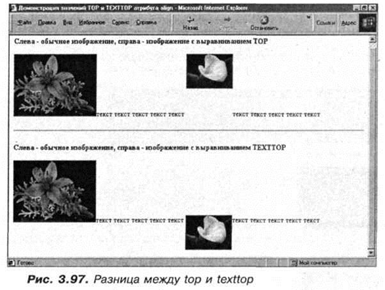 Демонстрация значений TOP и TEXTTOP атрибута align - Microsoft Internet Explorer
Файл Правка Вид Избранное Сервис Справка
Назад Остановить Ссылки Адрес
Слева - обычное изображение, справа - изображение с выравниванием TOP
текст текст текст текст текст текст текст текст текст текст
Слева - обычное изображение, справа - изображение с выравниванием TEXTTOP
текст текст текст текст текст текст текст текст текст текст
Готово Мой компьютер
Рис. 3.97. Разница между top и texttop